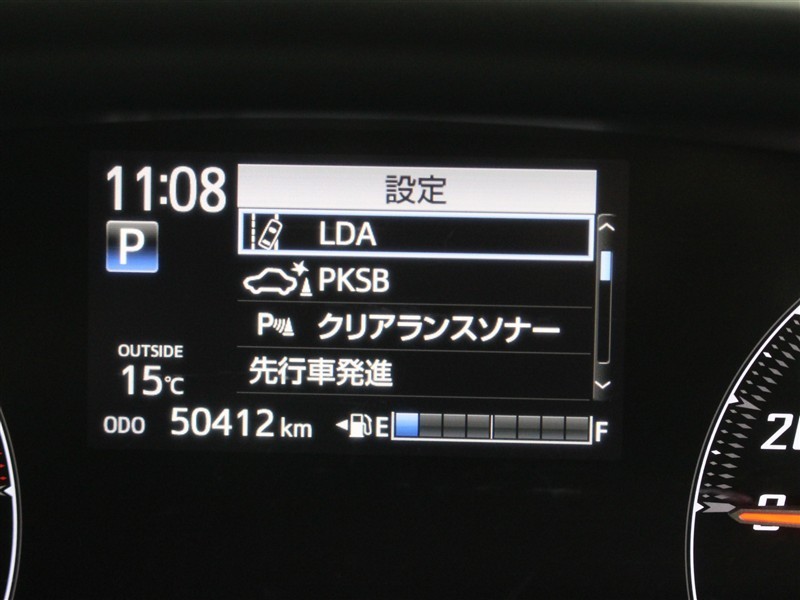 11:08
設定
LDA
P
PKSB
P クリアランスソナー
先行車発進
OUTSIDE
15℃
ODO 50412 km
E F
0